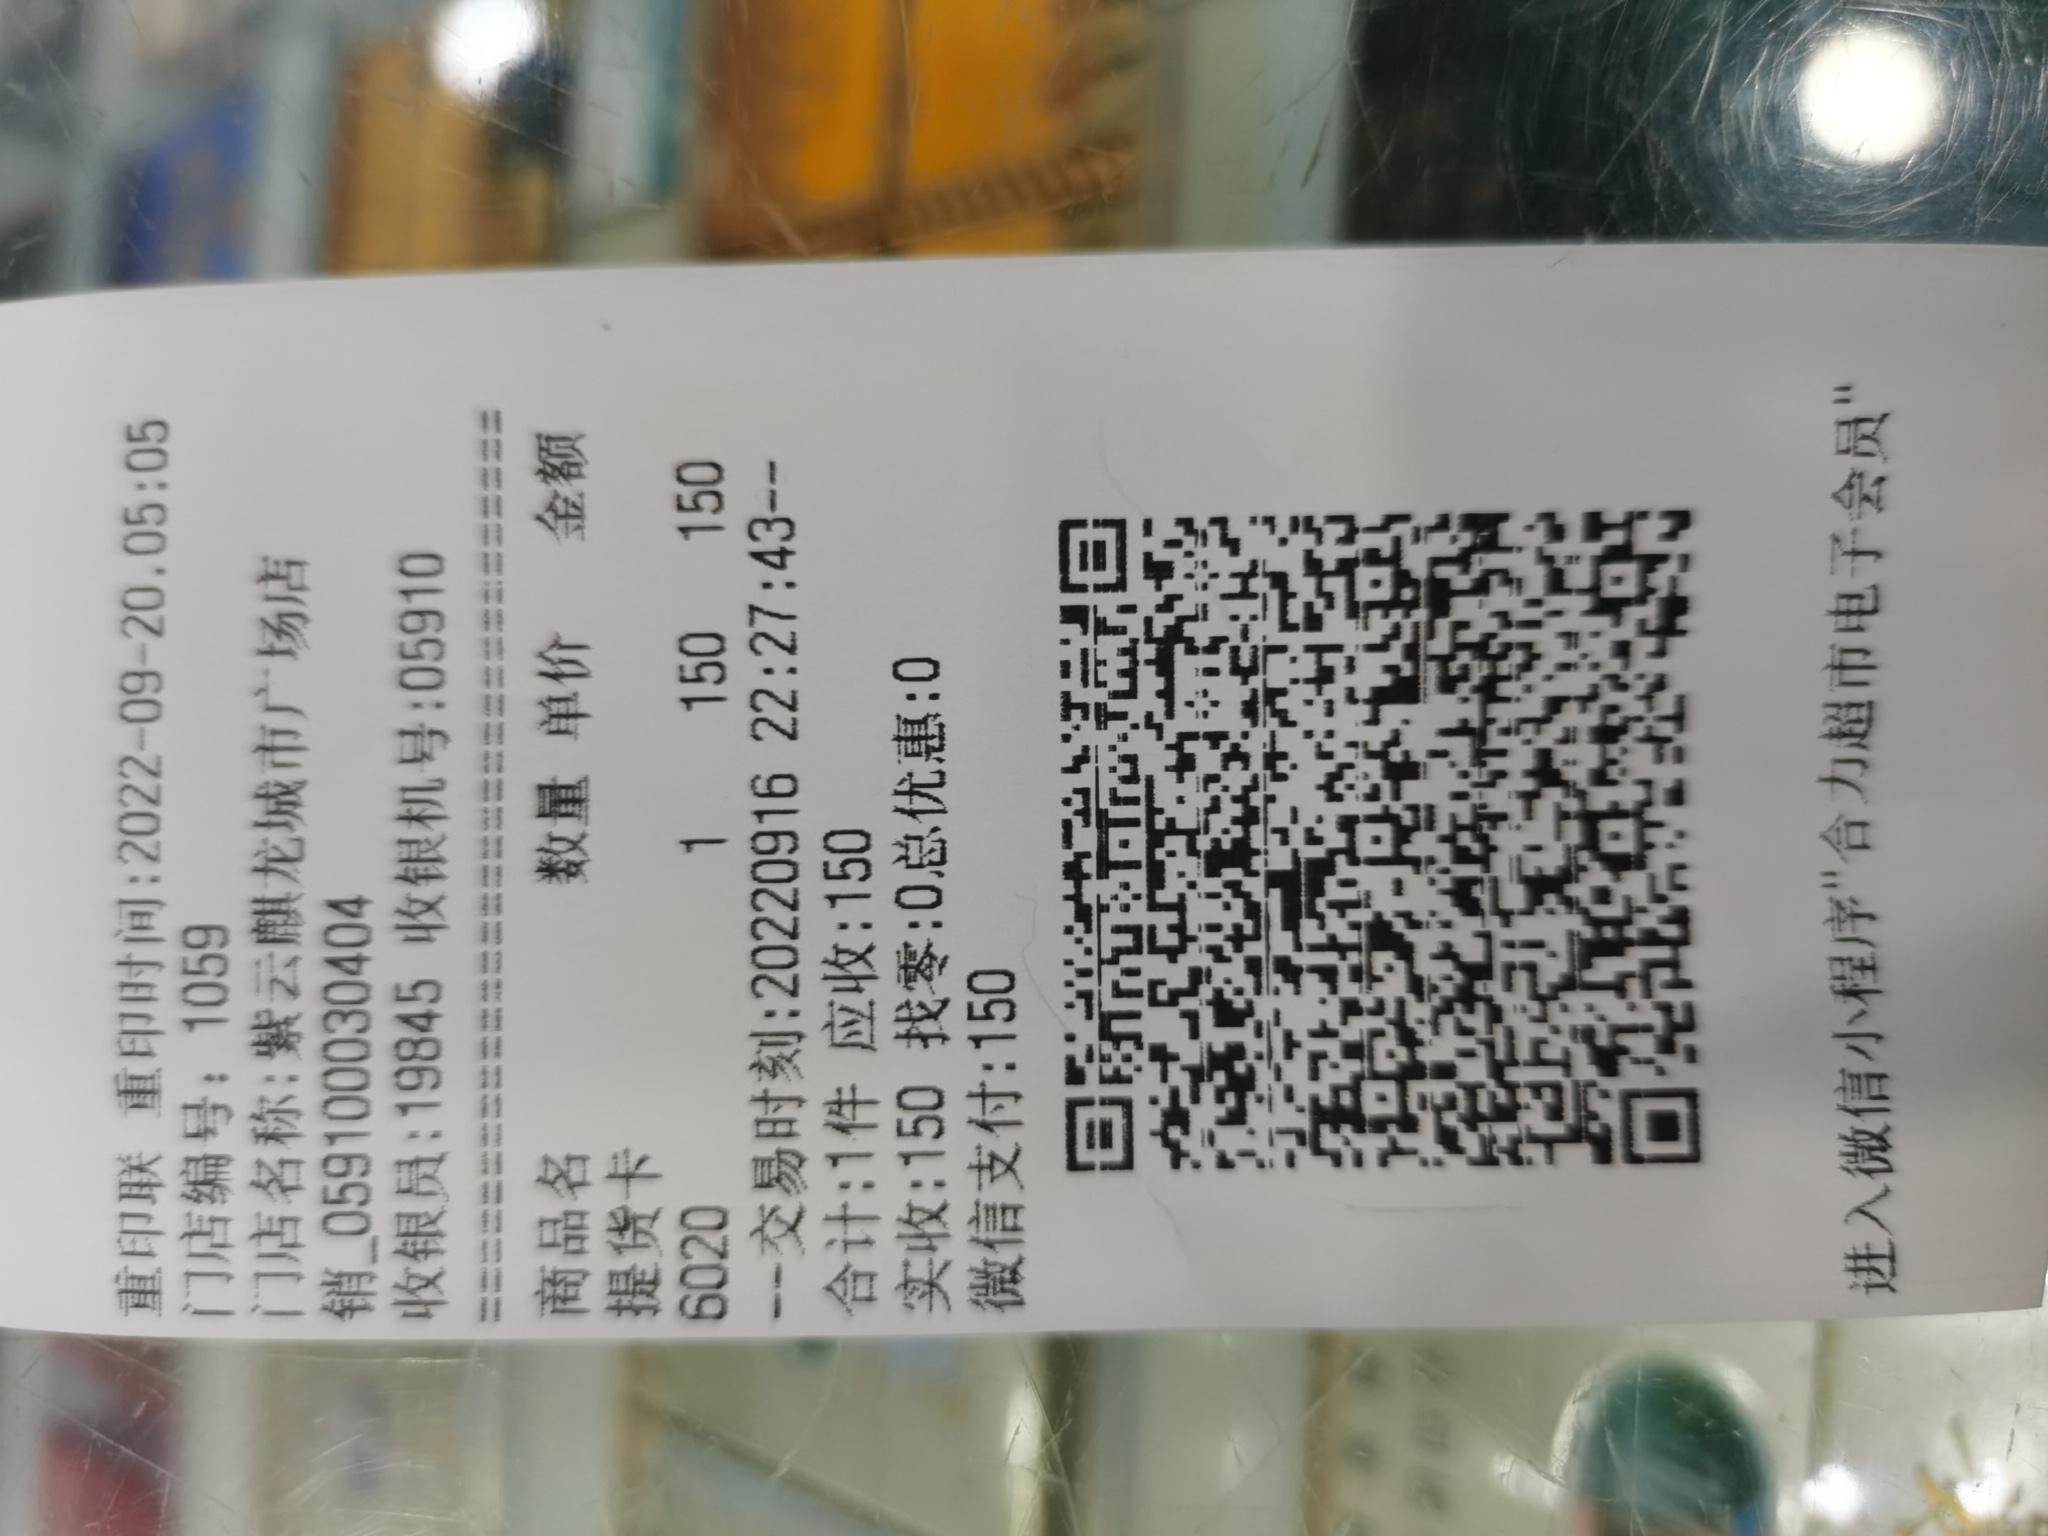 重印联 重印时间:2022-09-20.05:05
门店编号: 1059
门店名称:紫云麒龙城市广场店
销_0591000030404
收银员:19845 收银机号:05910
================================
商品名 数量 单价 金额
提货卡
6020 1 150 150
--交易时刻:20220916 22:27:43--
合计:1件 应收:150
实收:150 找零:0总优惠:0
微信支付:150
进入微信小程序"合力超市电子会员"